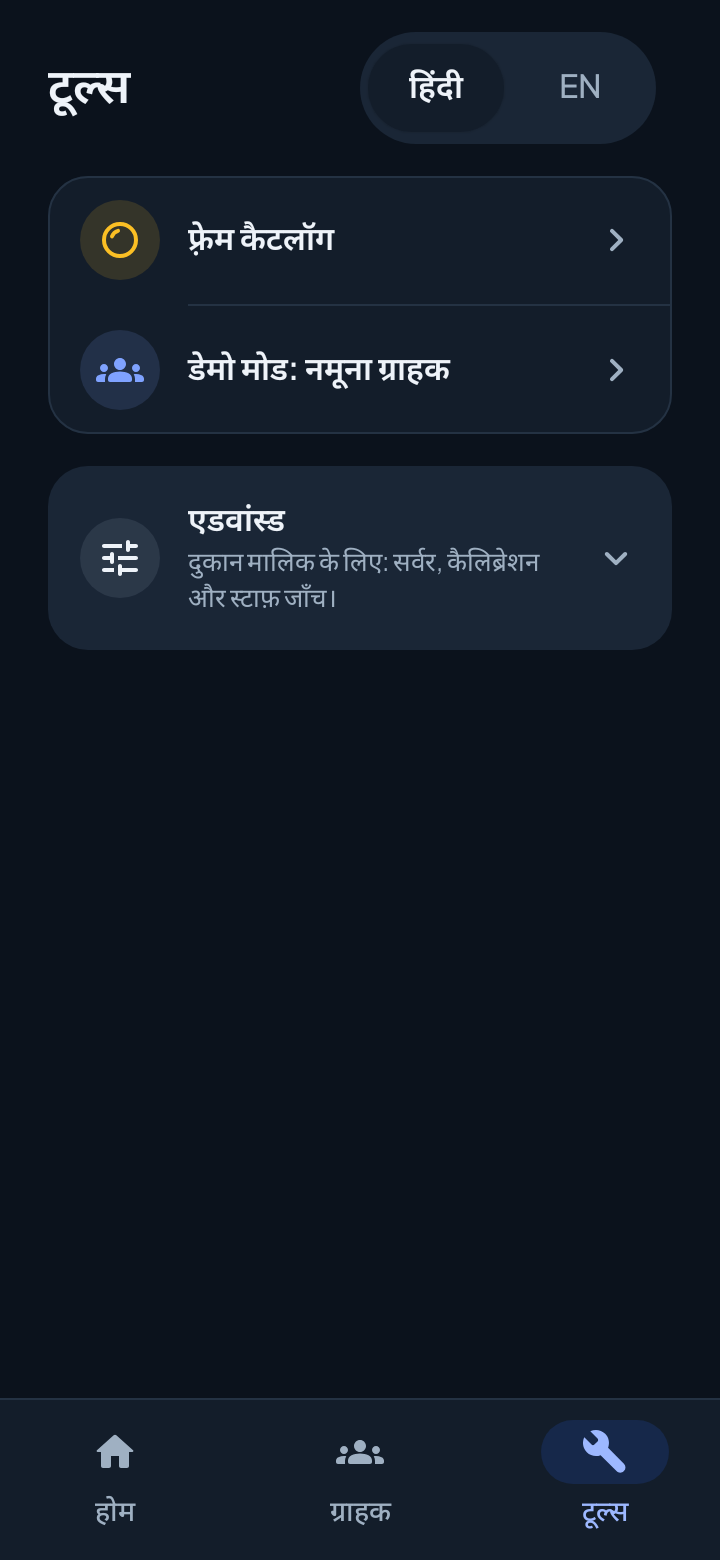 टूल्स
हिंदी
EN
फ़्रेम कैटलॉग
डेमो मोड: नमूना ग्राहक
एडवांस्ड
दुकान मालिक के लिए: सर्वर, कैलिब्रेशन
और स्टाफ़ जाँच।
होम
ग्राहक
टूल्स